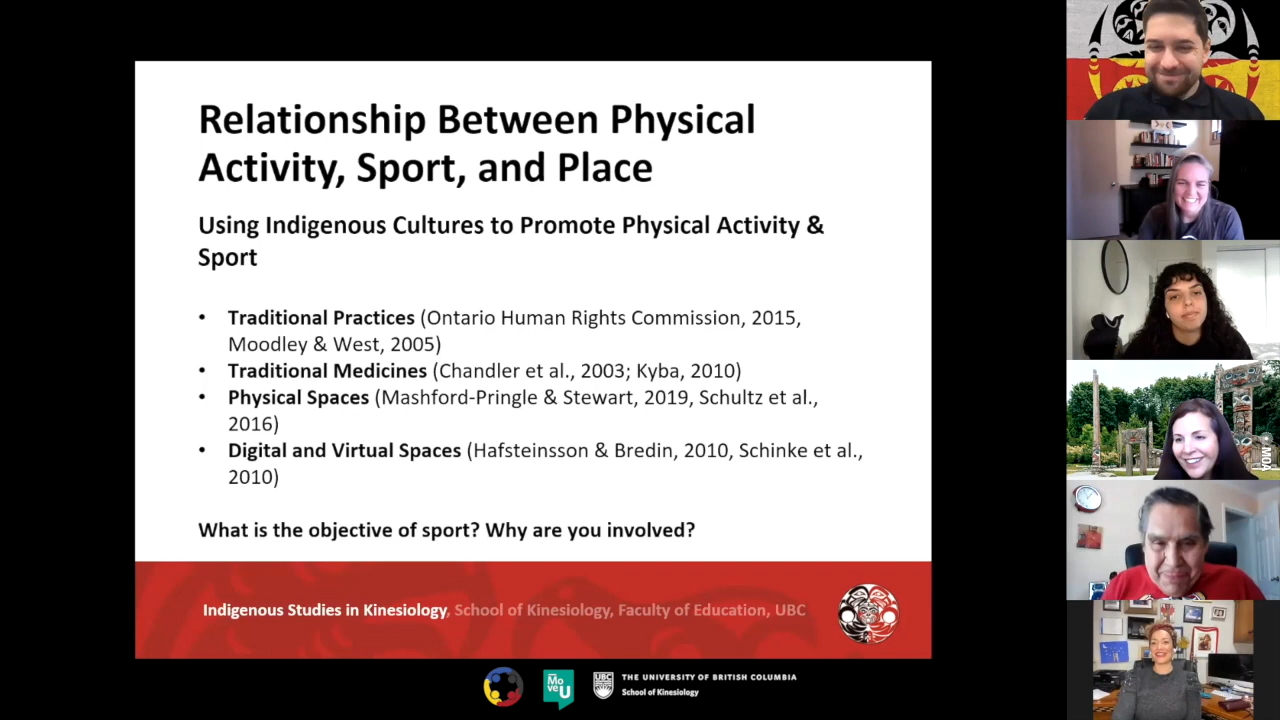 Relationship Between Physical
Activity, Sport, and Place
Using Indigenous Cultures to Promote Physical Activity &
Sport
• Traditional Practices (Ontario Human Rights Commission, 2015,
Moodley & West, 2005)
• Traditional Medicines (Chandler et al., 2003; Kyba, 2010)
• Physical Spaces (Mashford-Pringle & Stewart, 2019, Schultz et al.,
2016)
• Digital and Virtual Spaces (Hafsteinsson & Bredin, 2010, Schinke et al.,
2010)
What is the objective of sport? Why are you involved?
Indigenous Studies in Kinesiology, School of Kinesiology, Faculty of Education, UBC
Mo
ve U
UBC
THE UNIVERSITY OF BRITISH COLUMBIA
School of Kinesiology
MOA